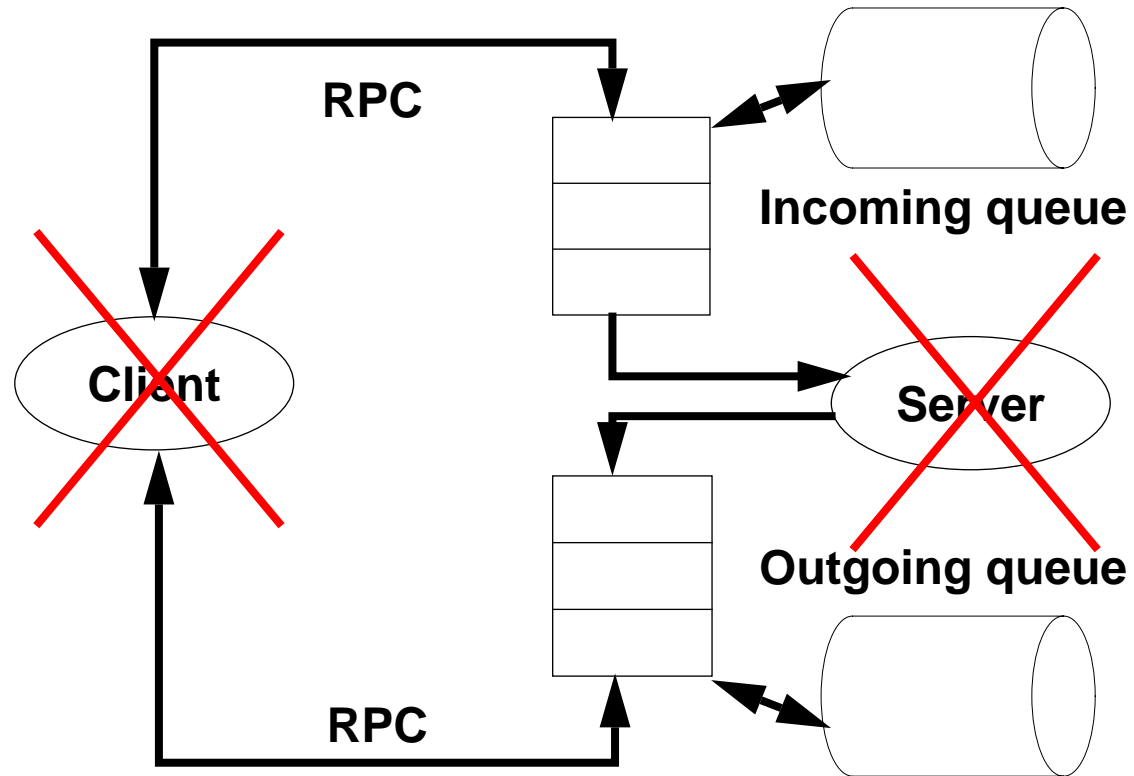 RPC
Incoming queue
Client
Server
Outgoing queue
RPC